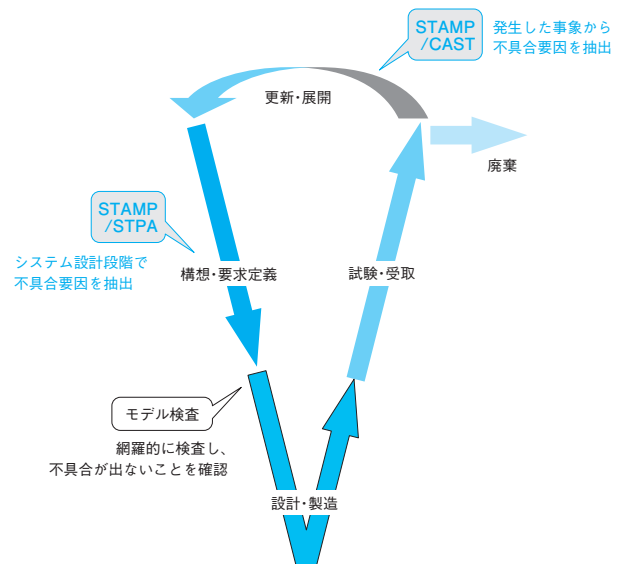 STAMP
/CAST
発生した事象から
不具合要因を抽出
更新・展開
廃棄
STAMP
/STPA
システム設計段階で
不具合要因を抽出
構想・要求定義
試験・受取
モデル検査
網羅的に検査し、
不具合が出ないことを確認
設計・製造